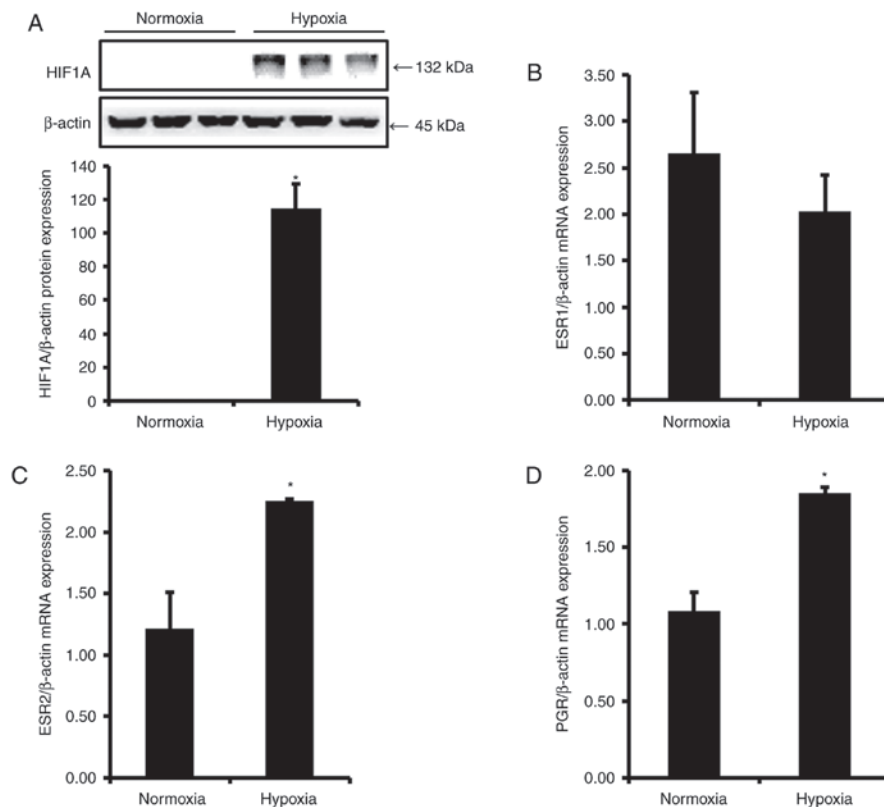 A
Normoxia Hypoxia
HIF1A
←132 kDa
β-actin
← 45 kDa
HIF1A/β-actin protein expression
140
120
100
80
60
40
20
0
*
Normoxia Hypoxia
B
ESR1/β-actin mRNA expression
3.50
3.00
2.50
2.00
1.50
1.00
0.50
0.00
Normoxia Hypoxia
C
ESR2/β-actin mRNA expression
2.50
2.00
1.50
1.00
0.50
0.00
*
Normoxia Hypoxia
D
PGR/β-actin mRNA expression
2.00
1.50
1.00
0.50
0.00
*
Normoxia Hypoxia